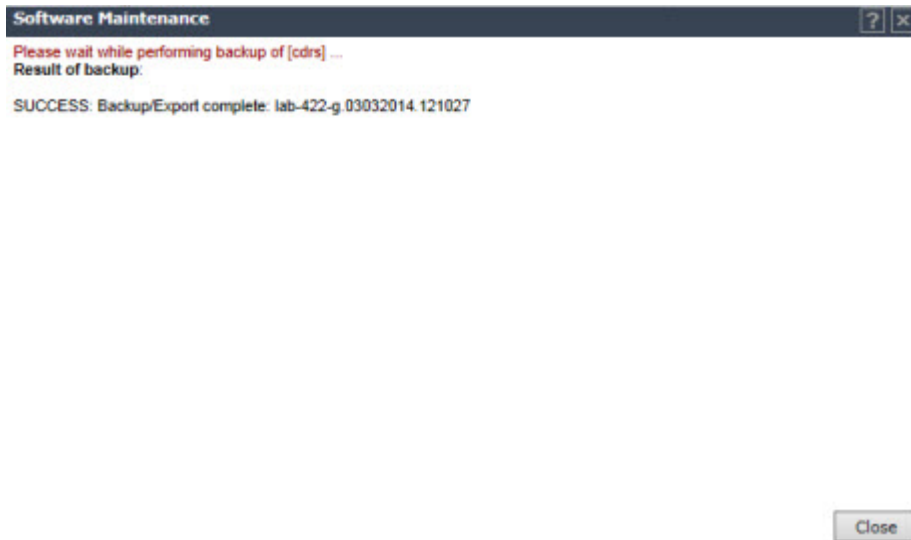 Software Maintenance ? x
Please wait while performing backup of [cdrs] ...
Result of backup:
SUCCESS: Backup/Export complete: lab-422-g.03032014.121027
Close